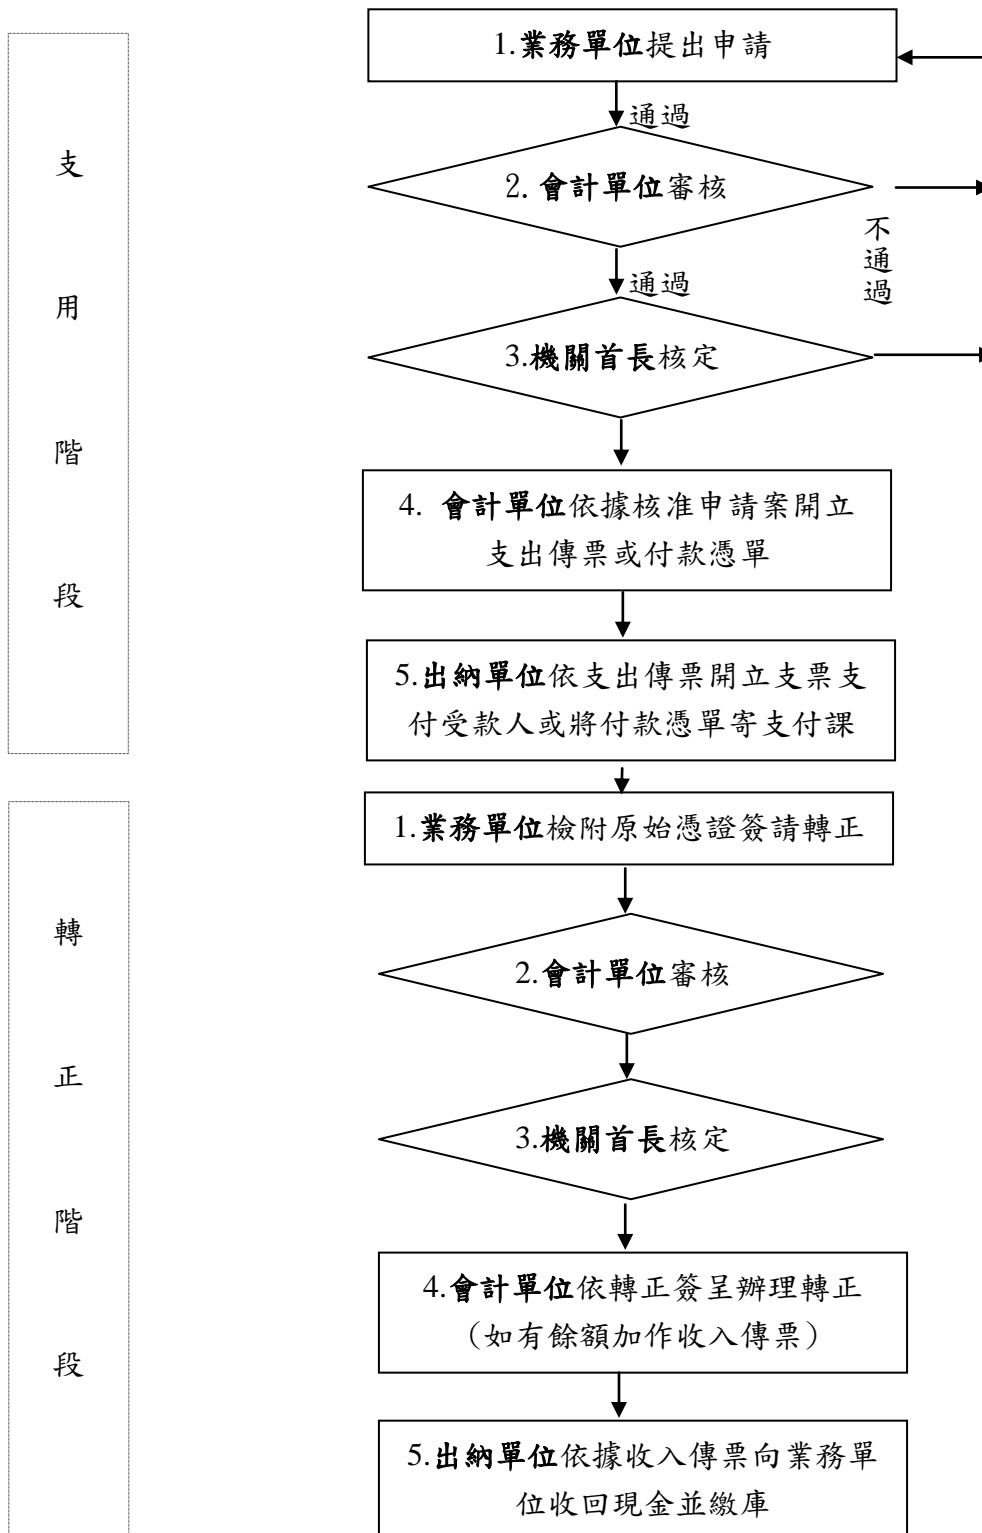 支用階段
1.業務單位提出申請
通過
2. 會計單位審核
不通過
通過
3.機關首長核定
4. 會計單位依據核准申請案開立
支出傳票或付款憑單
5.出納單位依支出傳票開立支票支
付受款人或將付款憑單寄支付課
轉正階段
1.業務單位檢附原始憑證簽請轉正
2.會計單位審核
3.機關首長核定
4.會計單位依轉正簽呈辦理轉正
（如有餘額加作收入傳票）
5.出納單位依據收入傳票向業務單
位收回現金並繳庫